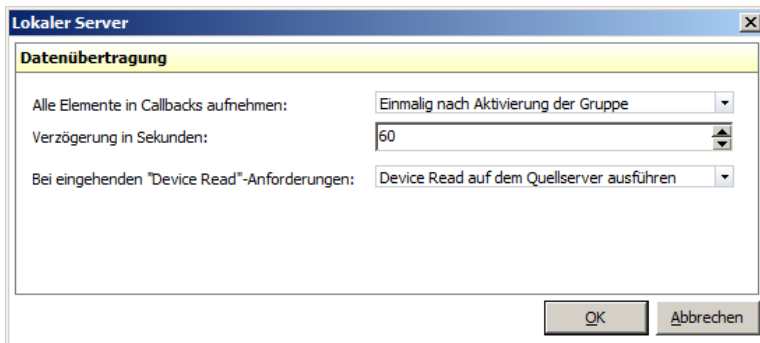 Lokaler Server
Datenübertragung
Alle Elemente in Callbacks aufnehmen: Einmalig nach Aktivierung der Gruppe
Verzögerung in Sekunden: 60
Bei eingehenden "Device Read"-Anforderungen: Device Read auf dem Quellserver ausführen
OK Abbrechen